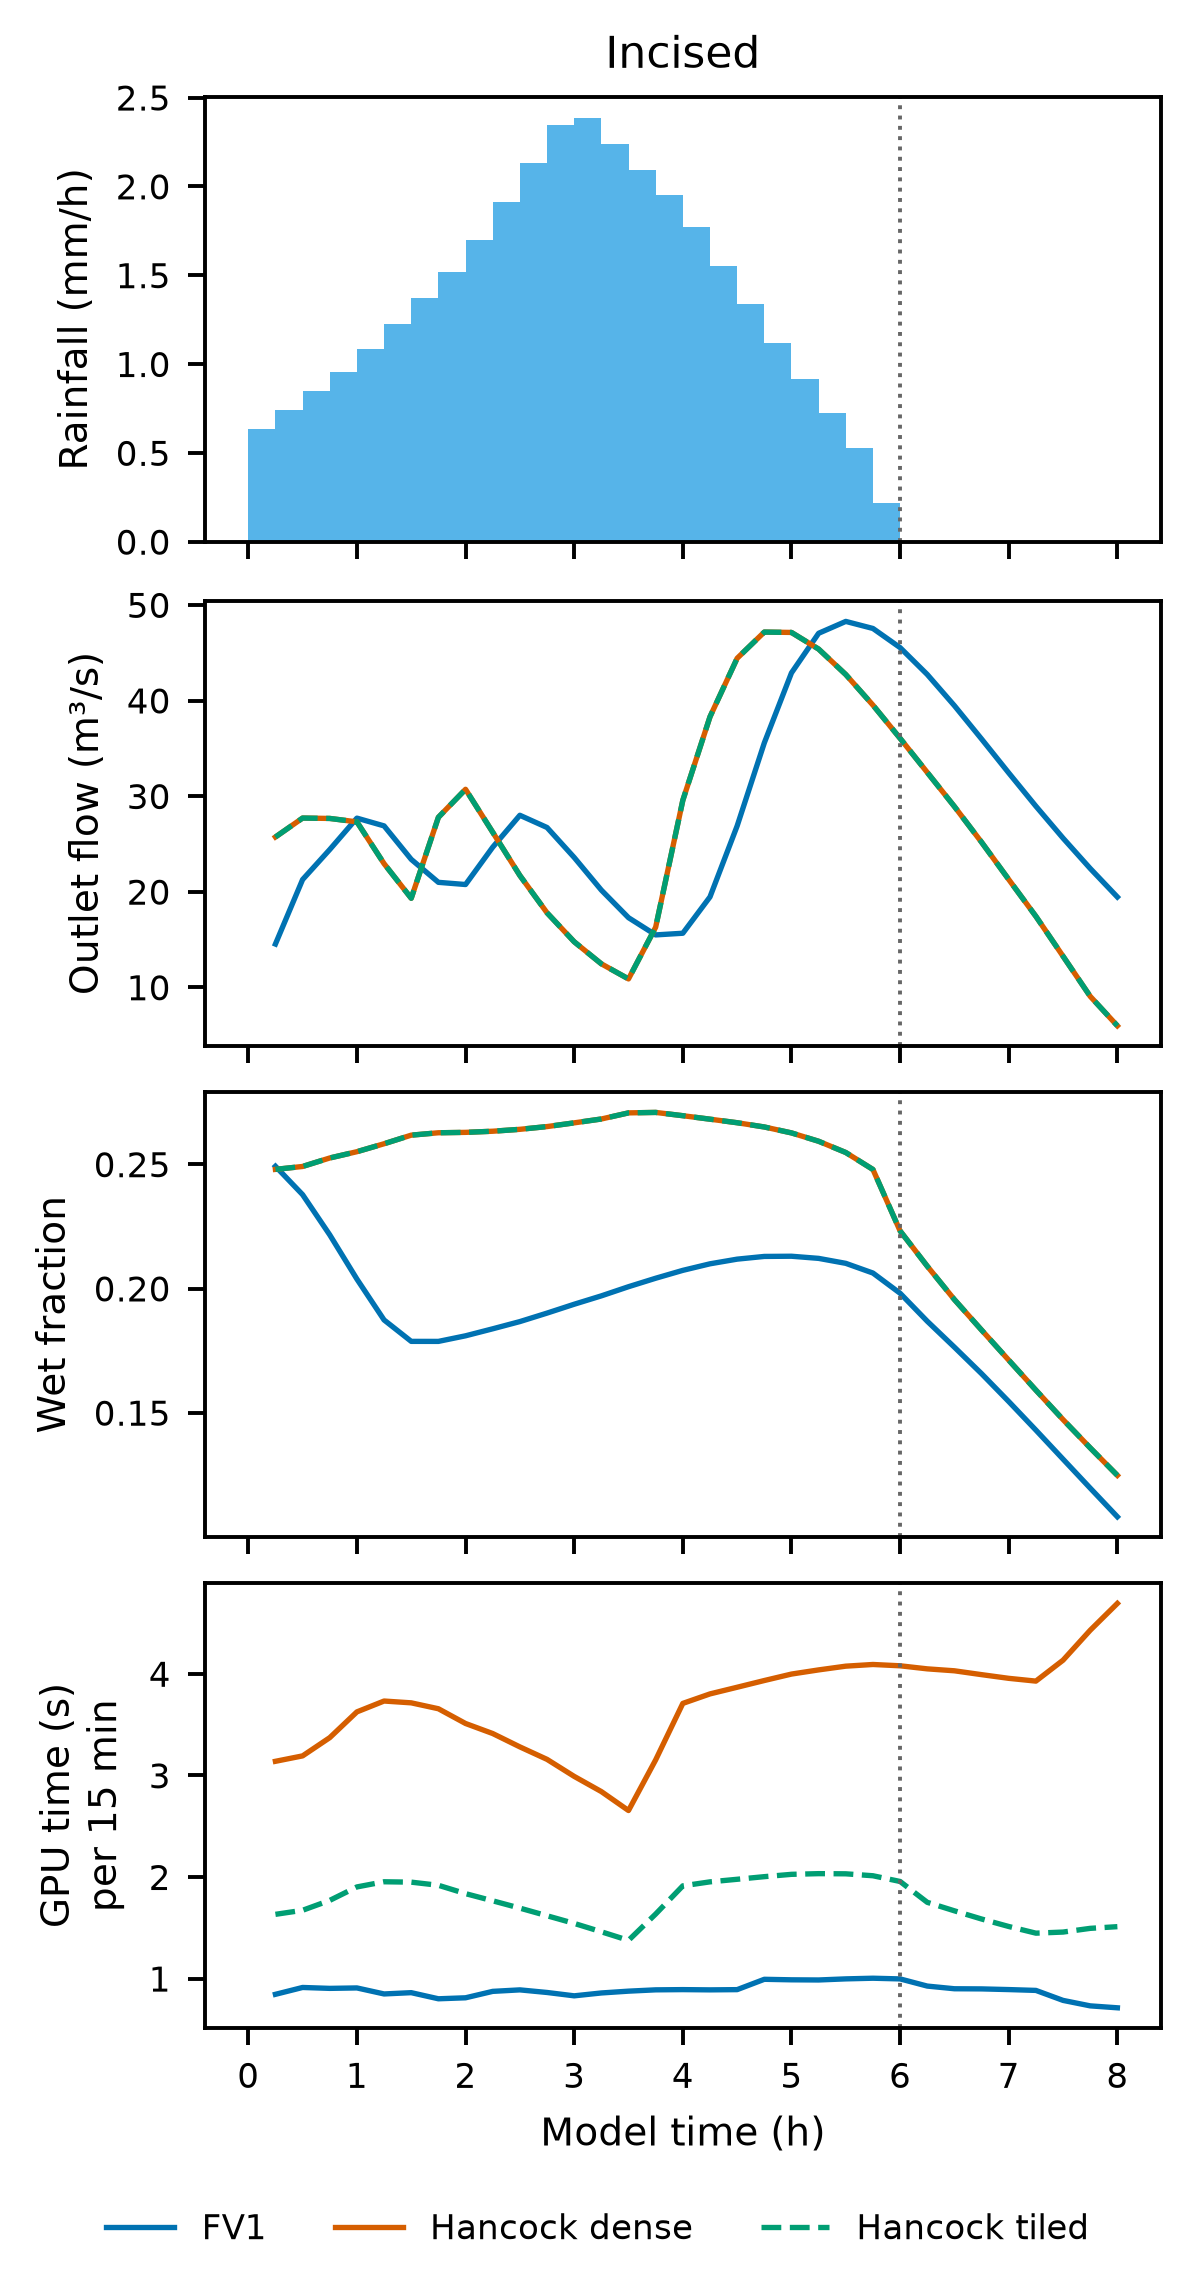 Incised
2.5
2.0
1.5
1.0
0.5
0.0
Rainfall (mm/h)
50
40
30
20
10
Outlet flow (m³/s)
0.25
0.20
0.15
Wet fraction
4
3
2
1
GPU time (s)
per 15 min
0 1 2 3 4 5 6 7 8
Model time (h)
FV1 Hancock dense Hancock tiled